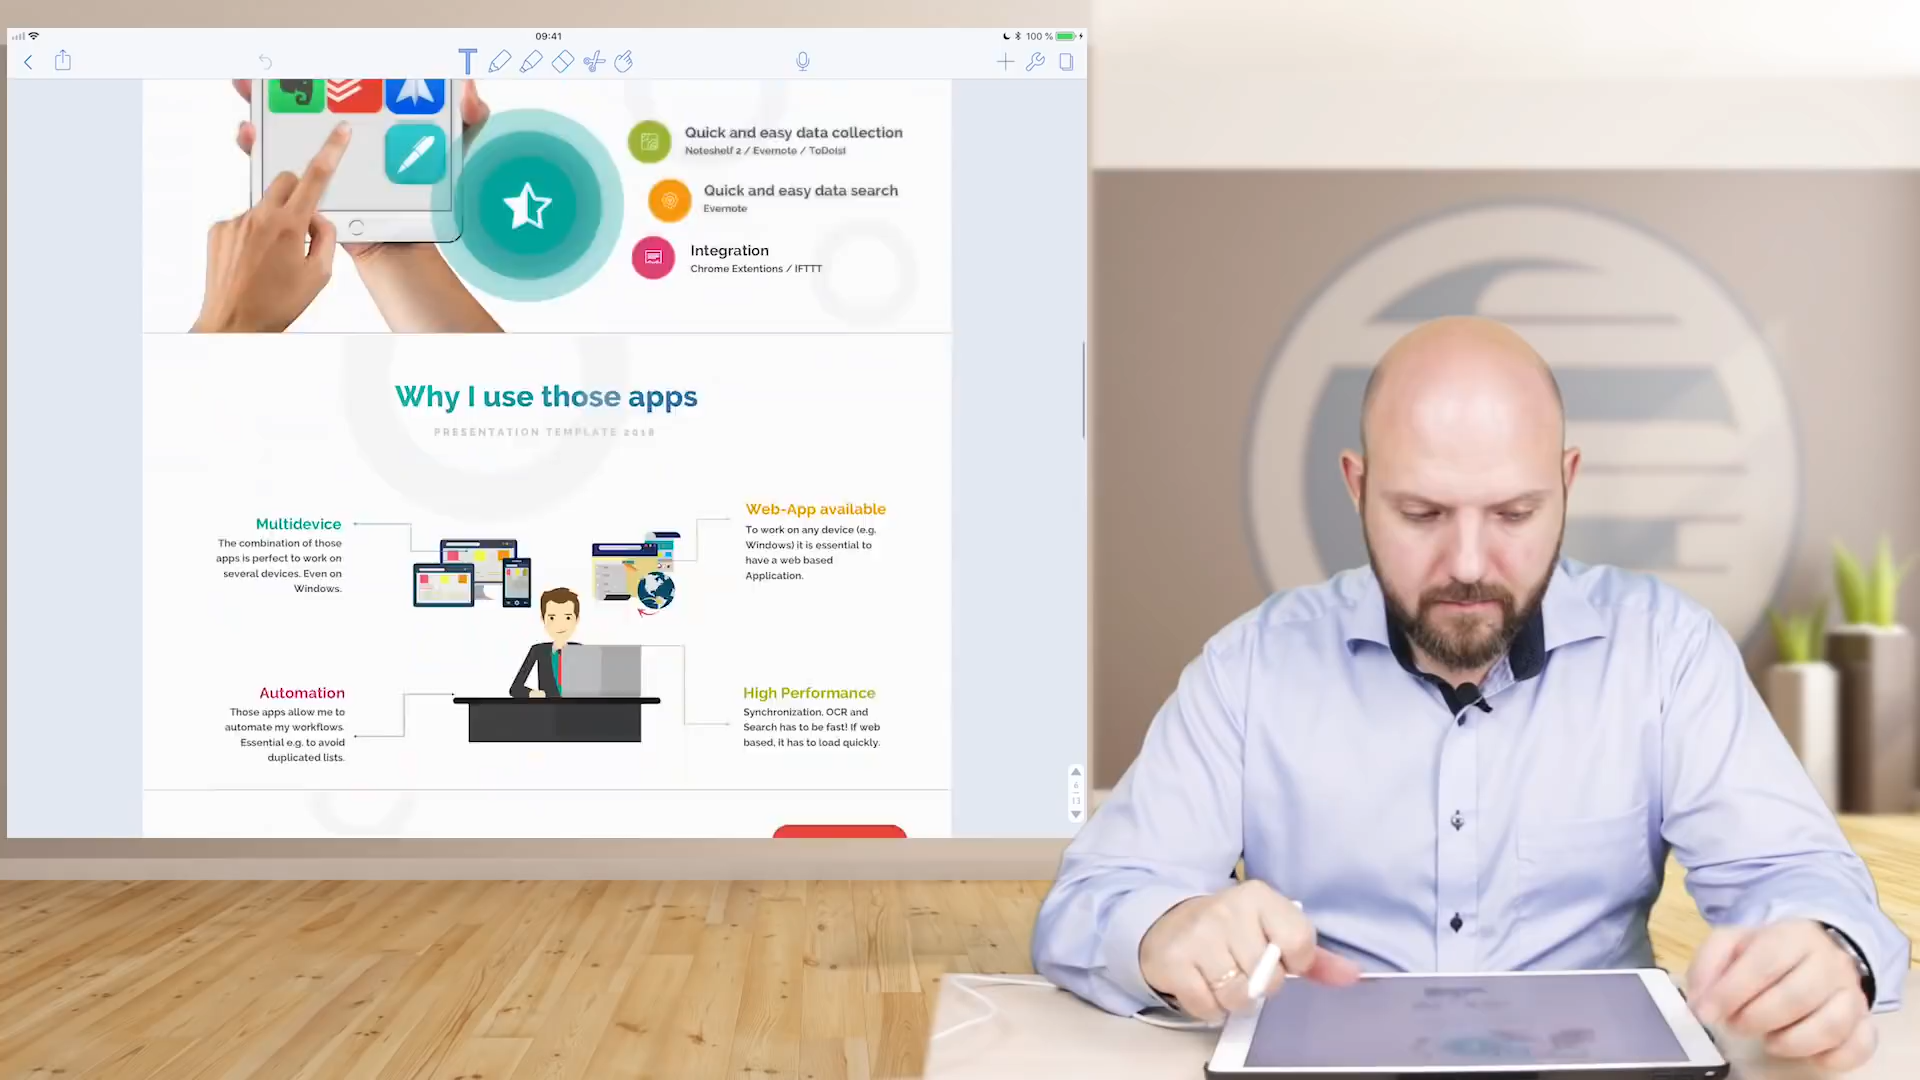 09:41
100 %
Quick and easy data collection
Noteshelf 2 / Evernote / ToDoist
Quick and easy data search
Evernote
Integration
Chrome Extentions / IFTTT
Why I use those apps
PRESENTATION TEMPLATE 2018
Multidevice
The combination of those
apps is perfect to work on
several devices. Even on
Windows.
Web-App available
To work on any device (e.g.
Windows) it is essential to
have a web based
Application.
Automation
Those apps allow me to
automate my workflows.
Essential e.g. to avoid
duplicated lists.
High Performance
Synchronization, OCR and
Search has to be fast! If web
based, it has to load quickly.
6
13